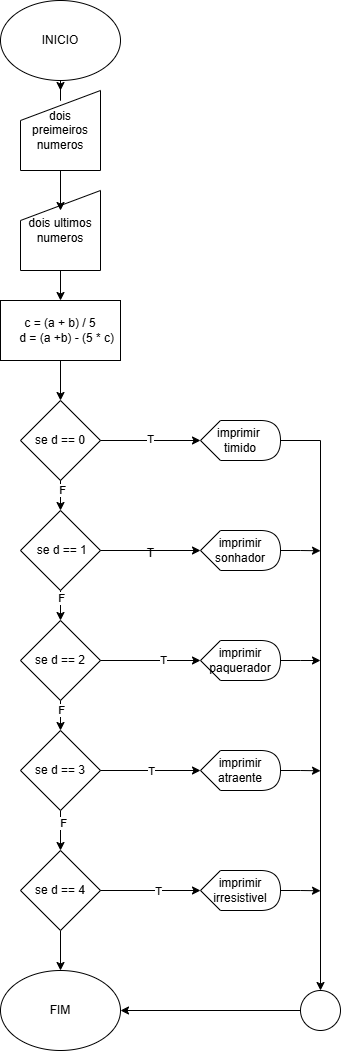 INICIO
dois
preimeiros
numeros
dois ultimos
numeros
c = (a + b) / 5
d = (a +b) - (5 * c)
se d == 0
T
imprimir
timido
F
se d == 1
T
imprimir
sonhador
F
se d == 2
T
imprimir
paquerador
F
se d == 3
T
imprimir
atraente
F
se d == 4
T
imprimir
irresistivel
FIM